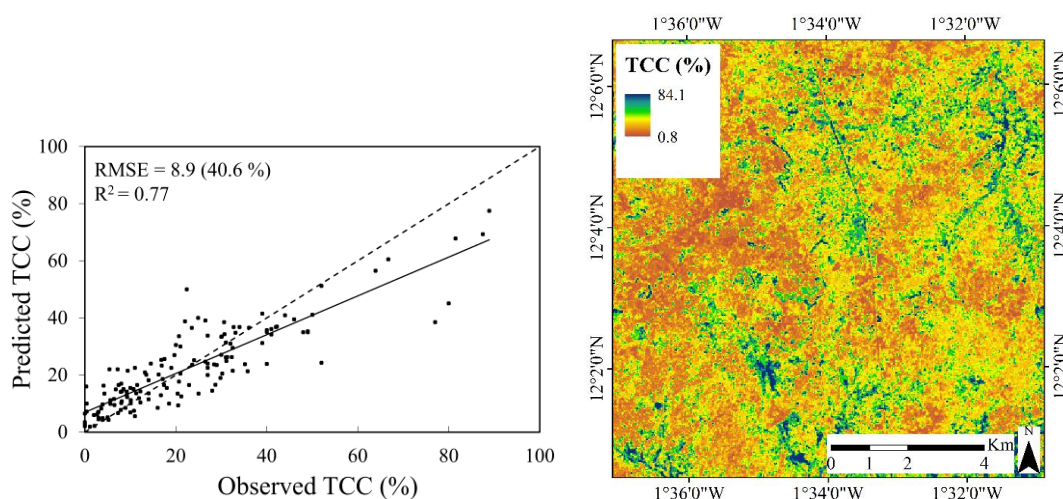 RMSE = 8.9 (40.6 %)
R² = 0.77
100
80
60
40
20
0
Predicted TCC (%)
0 20 40 60 80 100
Observed TCC (%)
1°36'0"W 1°34'0"W 1°32'0"W
TCC (%)
84.1
0.8
12°6'0"N
12°4'0"N
12°2'0"N
12°6'0"N
12°4'0"N
12°2'0"N
N
Km
0 1 2 4
1°36'0"W 1°34'0"W 1°32'0"W